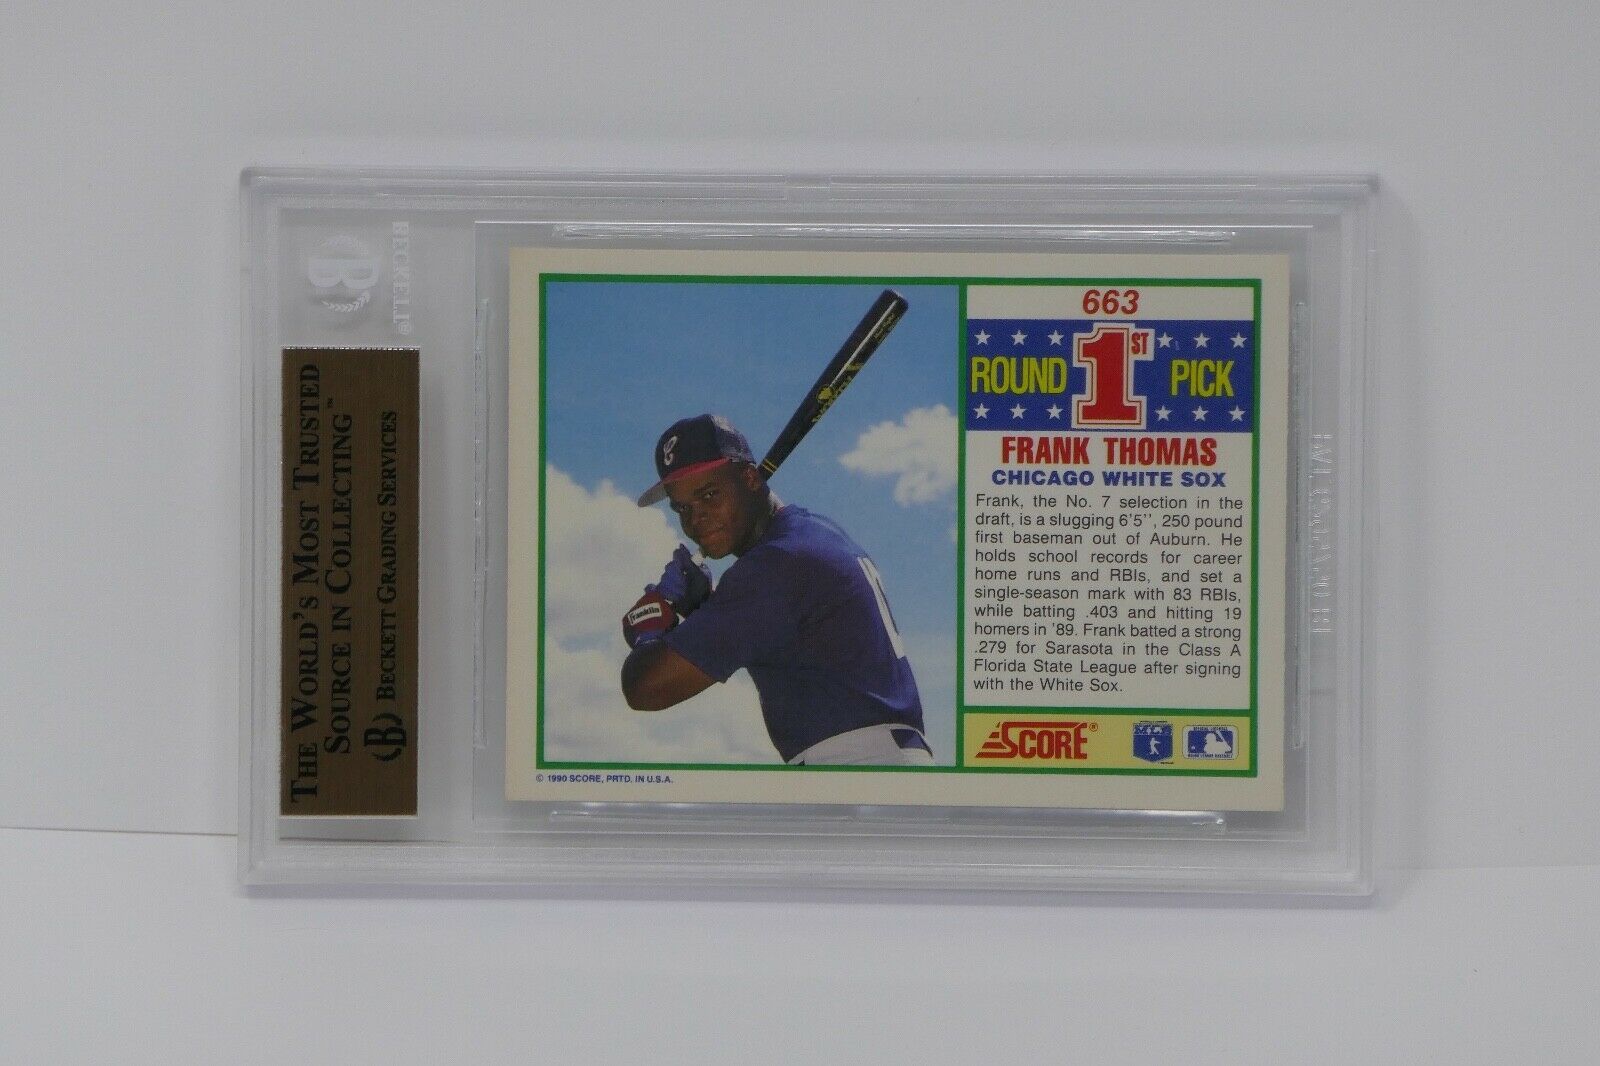 BECKETT®
B
THE WORLD'S MOST TRUSTED
SOURCE IN COLLECTING™
B BECKETT GRADING SERVICES
C
Franklin
663
ROUND 1ST PICK
FRANK THOMAS
CHICAGO WHITE SOX
Frank, the No. 7 selection in the
draft, is a slugging 6'5'', 250 pound
first baseman out of Auburn. He
holds school records for career
home runs and RBIs, and set a
single-season mark with 83 RBIs,
while batting .403 and hitting 19
homers in '89. Frank batted a strong
.279 for Sarasota in the Class A
Florida State League after signing
with the White Sox.
SCORE®
© 1990 SCORE, PRTD. IN U.S.A.